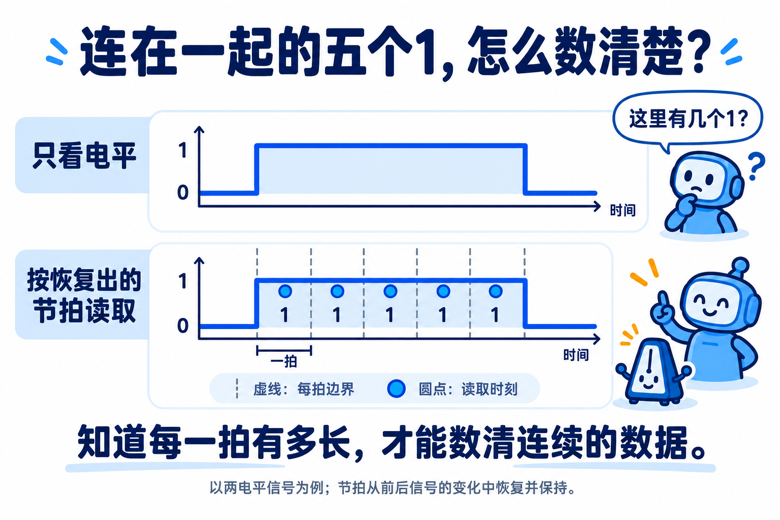 连在一起的五个1，怎么数清楚？
这里有几个1？
只看电平
1
0
时间
按恢复出的
节拍读取
1
0
1 1 1 1 1
时间
一拍
虚线：每拍边界 圆点：读取时刻
知道每一拍有多长，才能数清连续的数据。
以两电平信号为例；节拍从前后信号的变化中恢复并保持。